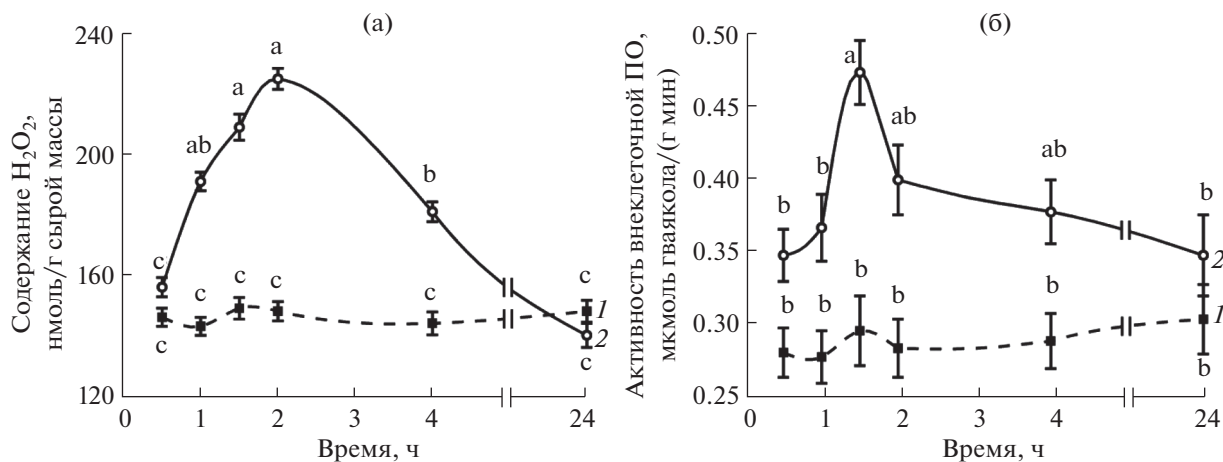 (а)
Содержание H₂O₂,
нмоль/г сырой массы
240
200
160
120
c
ab
a
a
b
c
c
c
c
c
c
c
1
2
c
0
1
2
3
4
24
Время, ч
(б)
Активность внеклеточной ПО,
мкмоль гваякола/(г мин)
0.50
0.45
0.40
0.35
0.30
0.25
b
b
a
ab
ab
b
2
b
b
b
b
b
1
b
0
1
2
3
4
24
Время, ч